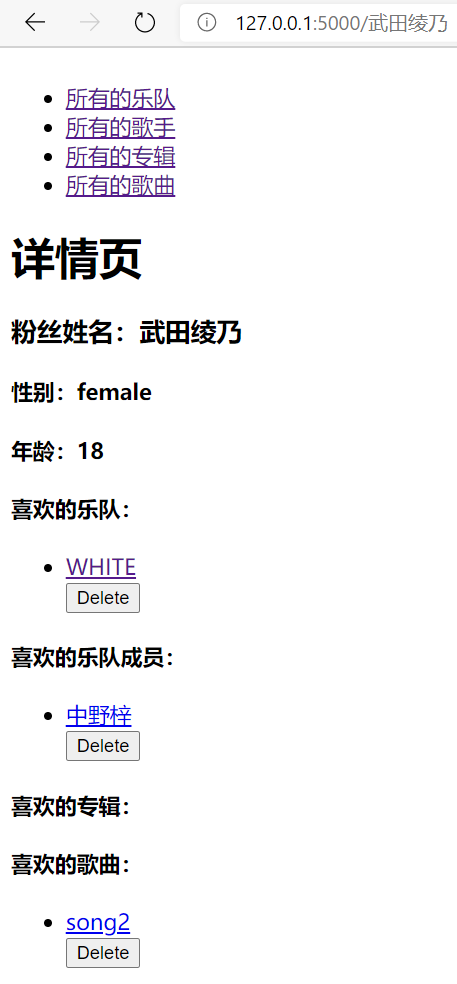 127.0.0.1:5000/武田绫乃
所有的乐队
所有的歌手
所有的专辑
所有的歌曲
详情页
粉丝姓名：武田绫乃
性别：female
年龄：18
喜欢的乐队：
WHITE
Delete
喜欢的乐队成员：
中野梓
Delete
喜欢的专辑：
喜欢的歌曲：
song2
Delete